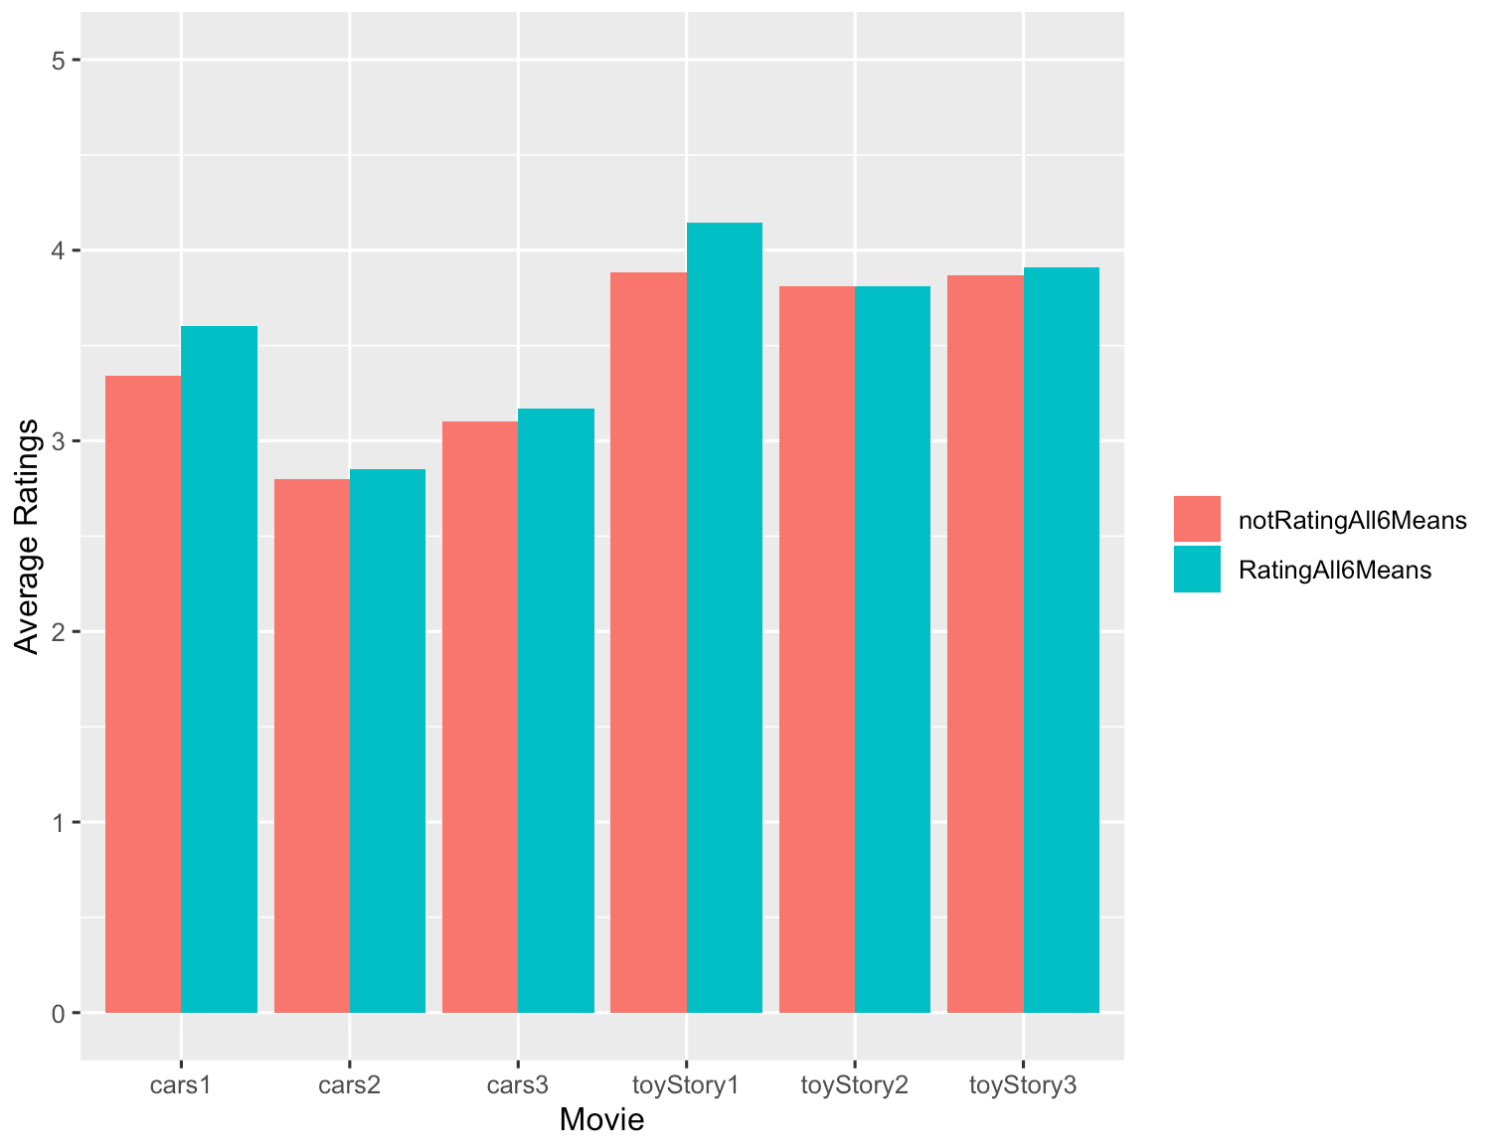 5
4
3
2
1
0
Average Ratings
cars1 cars2 cars3 toyStory1 toyStory2 toyStory3
Movie
notRatingAll6Means
RatingAll6Means